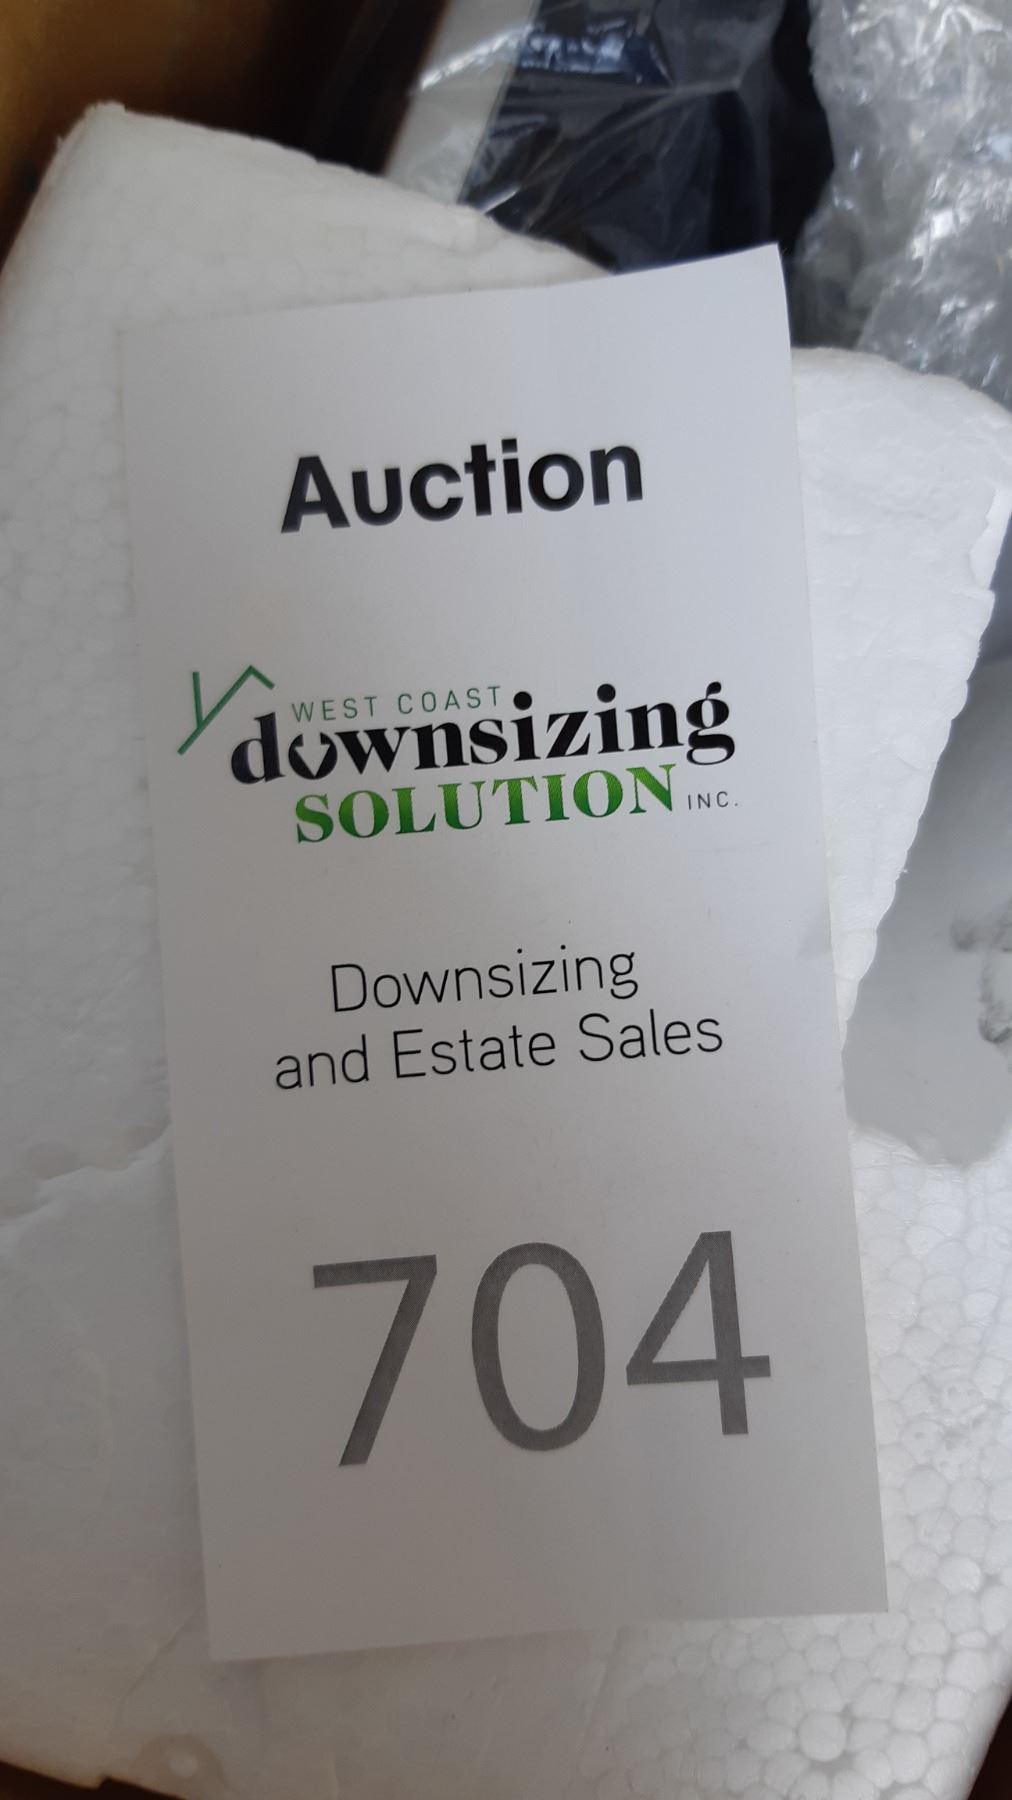 Auction
WEST COAST
downsizing
SOLUTION INC.
Downsizing
and Estate Sales
704